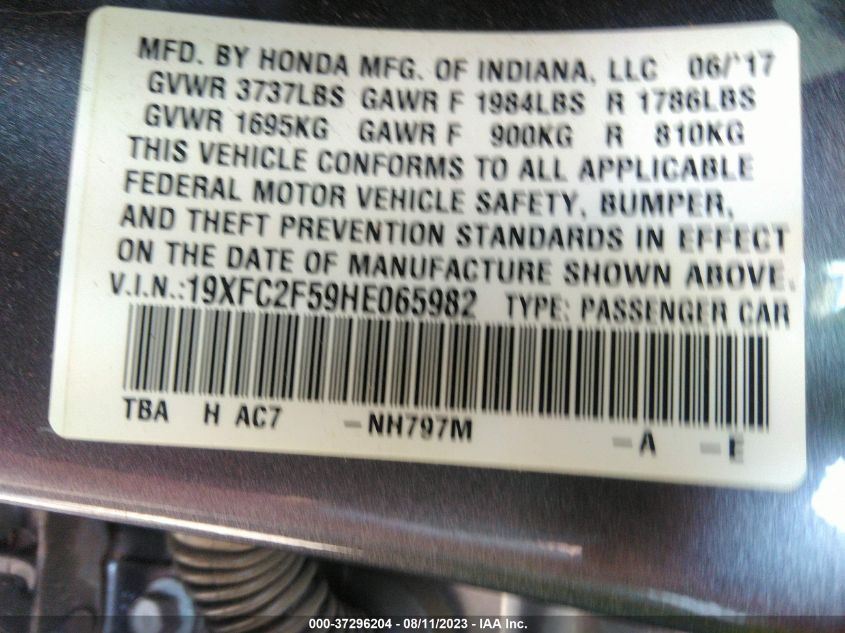 MFD. BY HONDA MFG. OF INDIANA, LLC 06/'17
GVWR 3737LBS GAWR F 1984LBS R 1786LBS
GVWR 1695KG GAWR F 900KG R 810KG
THIS VEHICLE CONFORMS TO ALL APPLICABLE
FEDERAL MOTOR VEHICLE SAFETY, BUMPER,
AND THEFT PREVENTION STANDARDS IN EFFECT
ON THE DATE OF MANUFACTURE SHOWN ABOVE.
V.I.N.:19XFC2F59HE065982 TYPE: PASSENGER CAR
TBA H AC7 -NH797M -A -E
000-37296204 - 08/11/2023 - IAA Inc.